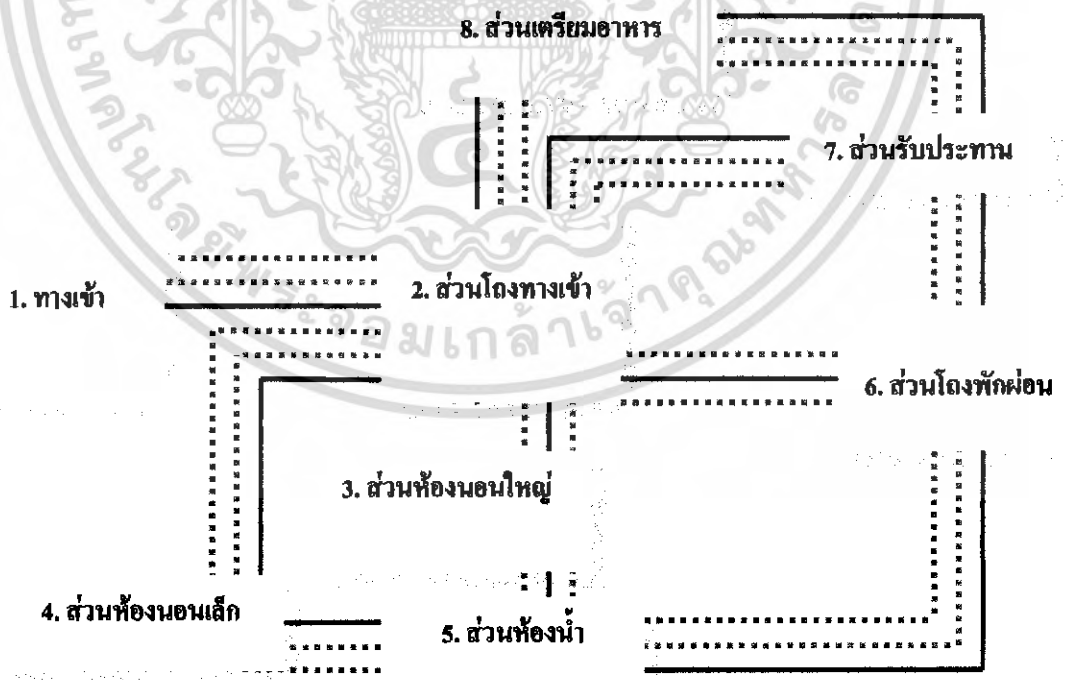 8. ส่วนเตรียมอาหาร
7. ส่วนรับประทาน
1. ทางเข้า
2. ส่วนโถงทางเข้า
6. ส่วนโถงพักผ่อน
3. ส่วนห้องนอนใหญ่
4. ส่วนห้องนอนเล็ก
5. ส่วนห้องน้ำ